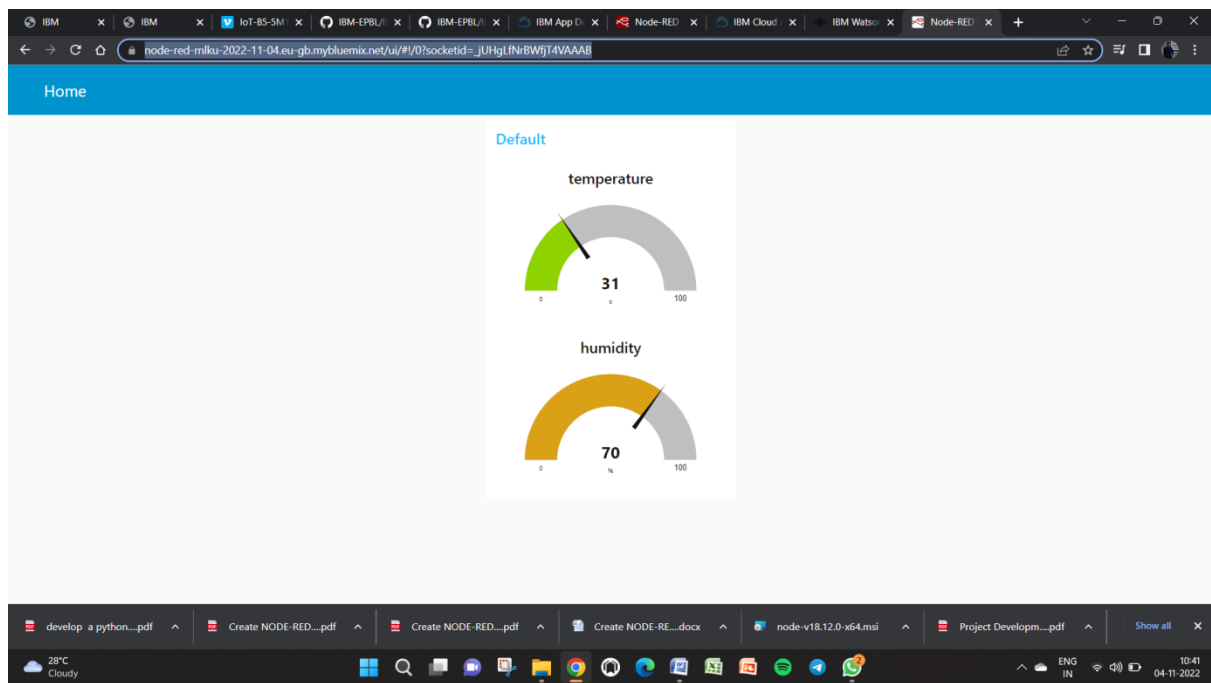 IBM
IBM
IoT-B5-5M1
IBM-EPBL/I
IBM-EPBL/I
IBM App De
Node-RED
IBM Cloud /
IBM Watson
Node-RED
node-red-mlku-2022-11-04.eu-gb.mybluemix.net/ui/#!/0?socketid=_jUHgLfNrBWfjT4VAAAB
Home
Default
temperature
31
0
c
100
humidity
70
0
%
100
develop a python....pdf
Create NODE-RED....pdf
Create NODE-RED....pdf
Create NODE-RE....docx
node-v18.12.0-x64.msi
Project Developm....pdf
Show all
28°C
Cloudy
ENG
IN
10:41
04-11-2022